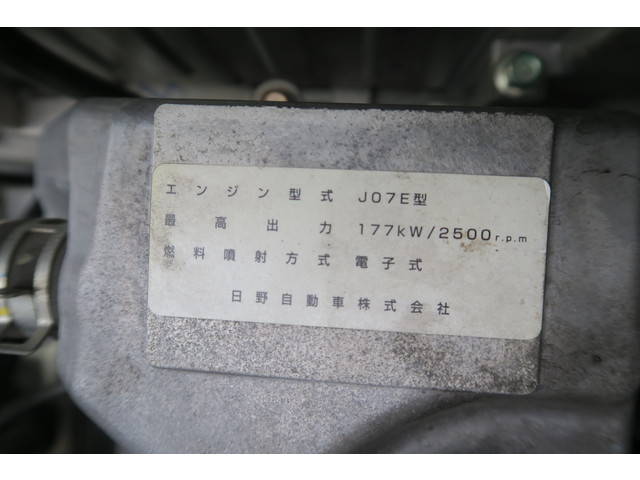 エンジン型式 J07E型
最高出力 177kW/2500r.p.m
燃料噴射方式 電子式
日野自動車株式会社